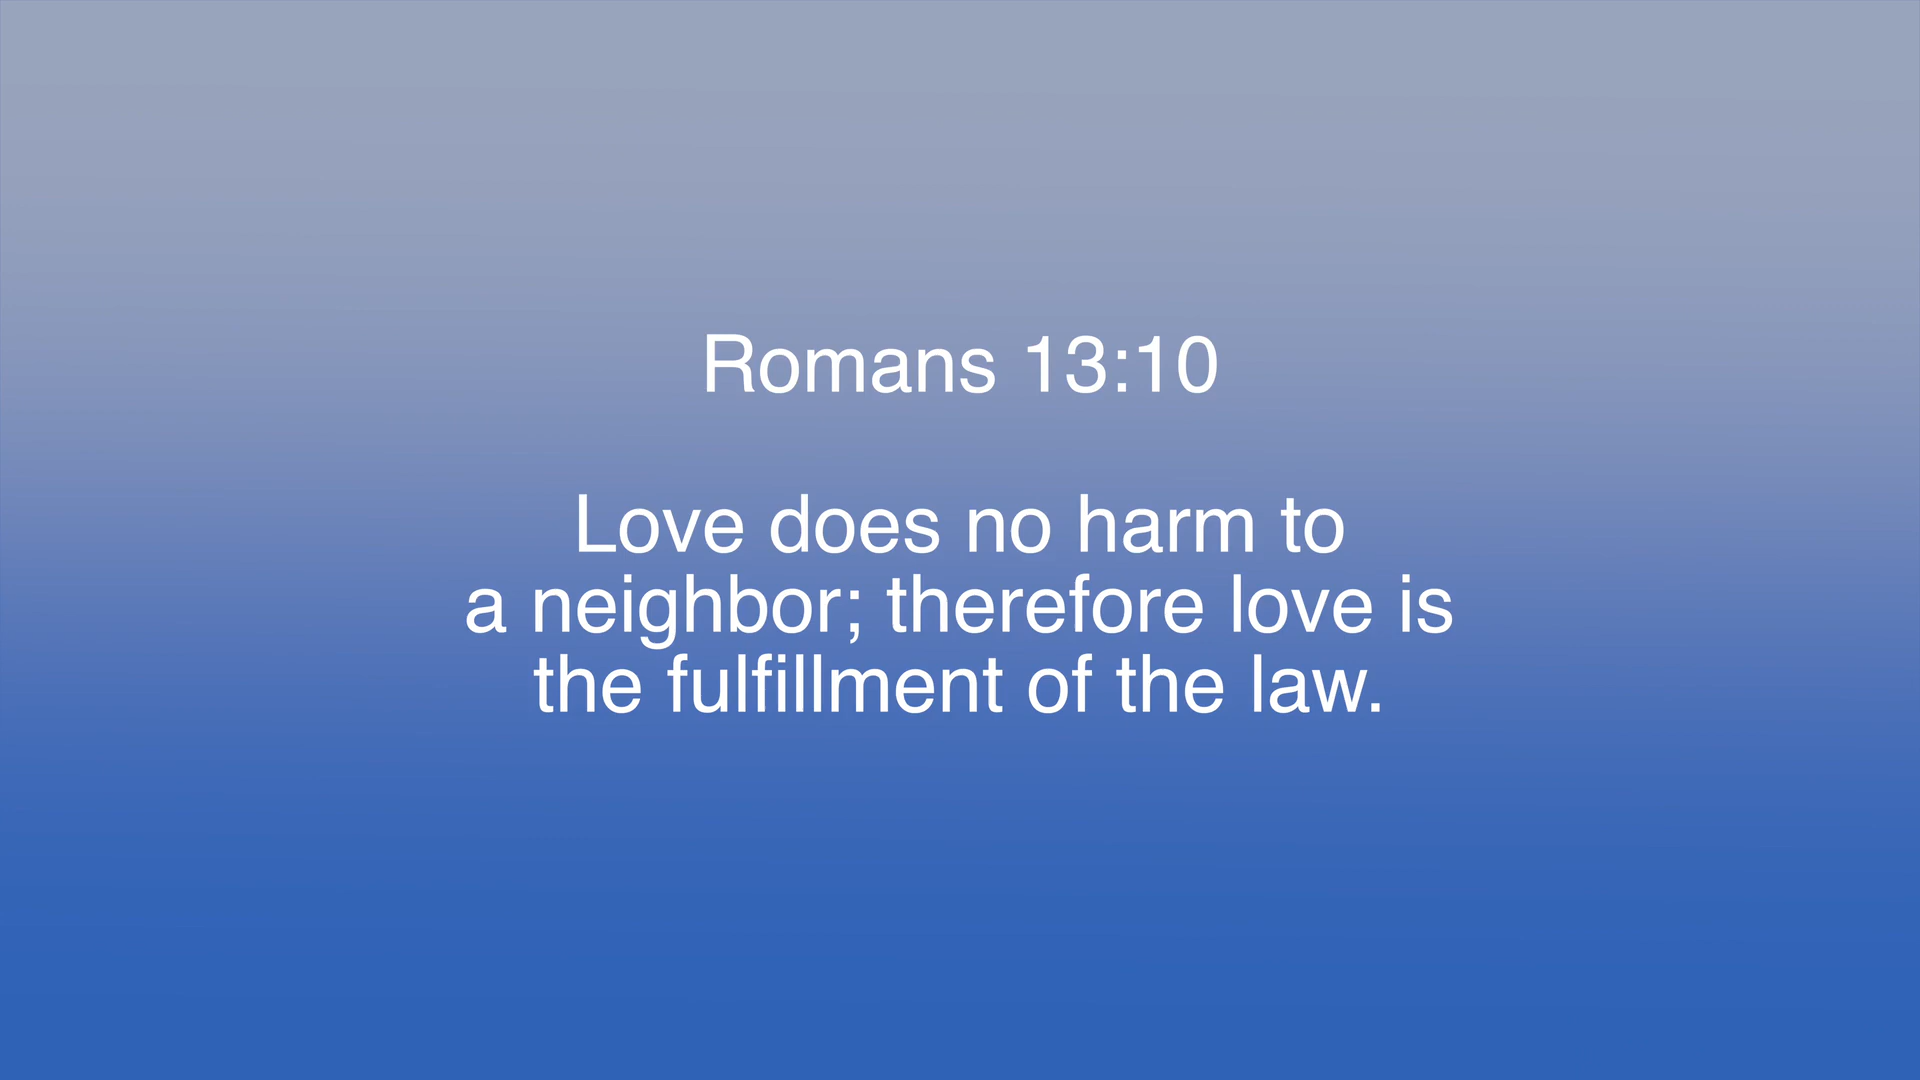 Romans 13:10
Love does no harm to
a neighbor; therefore love is
the fulfillment of the law.